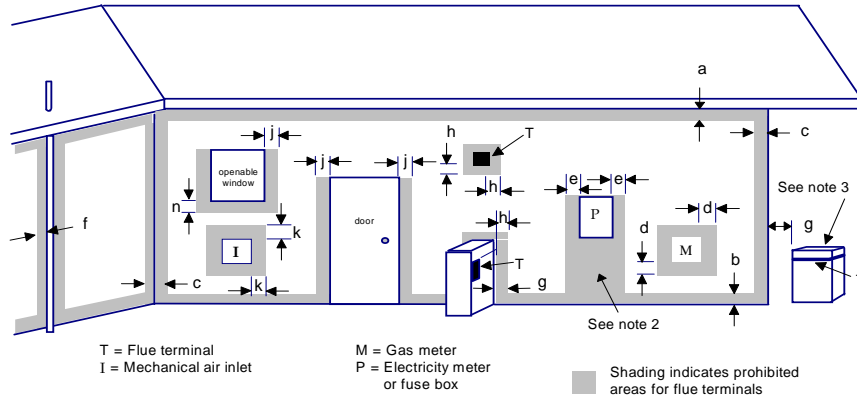 a
h
T
j
j
j
c
openable
window
h
e
e
See note 3
n
h
door
P
d
f
h
g
k
d
I
M
k
T
b
c
k
g
See note 2
T = Flue terminal
I = Mechanical air inlet
M = Gas meter
P = Electricity meter
or fuse box
Shading indicates prohibited
areas for flue terminals